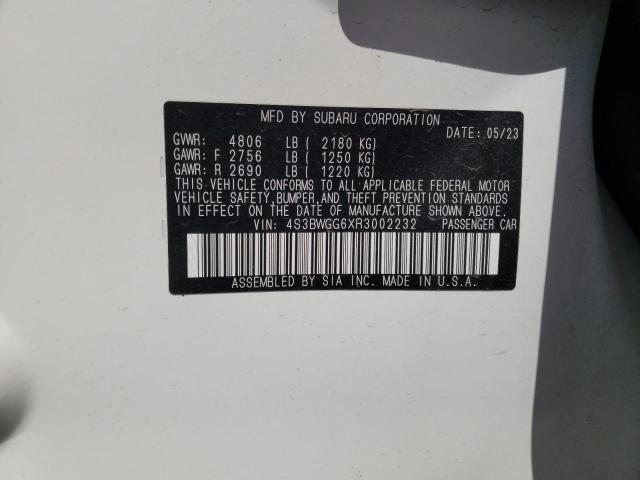 MFD BY SUBARU CORPORATION
DATE: 05/23
GVWR: 4806 LB ( 2180 KG)
GAWR: F 2756 LB ( 1250 KG)
GAWR: R 2690 LB ( 1220 KG)
THIS VEHICLE CONFORMS TO ALL APPLICABLE FEDERAL MOTOR
VEHICLE SAFETY,BUMPER,AND THEFT PREVENTION STANDARDS
IN EFFECT ON THE DATE OF MANUFACTURE SHOWN ABOVE.
VIN: 4S3BWGG6XR3002232 PASSENGER CAR
ASSEMBLED BY SIA INC. MADE IN U.S.A.